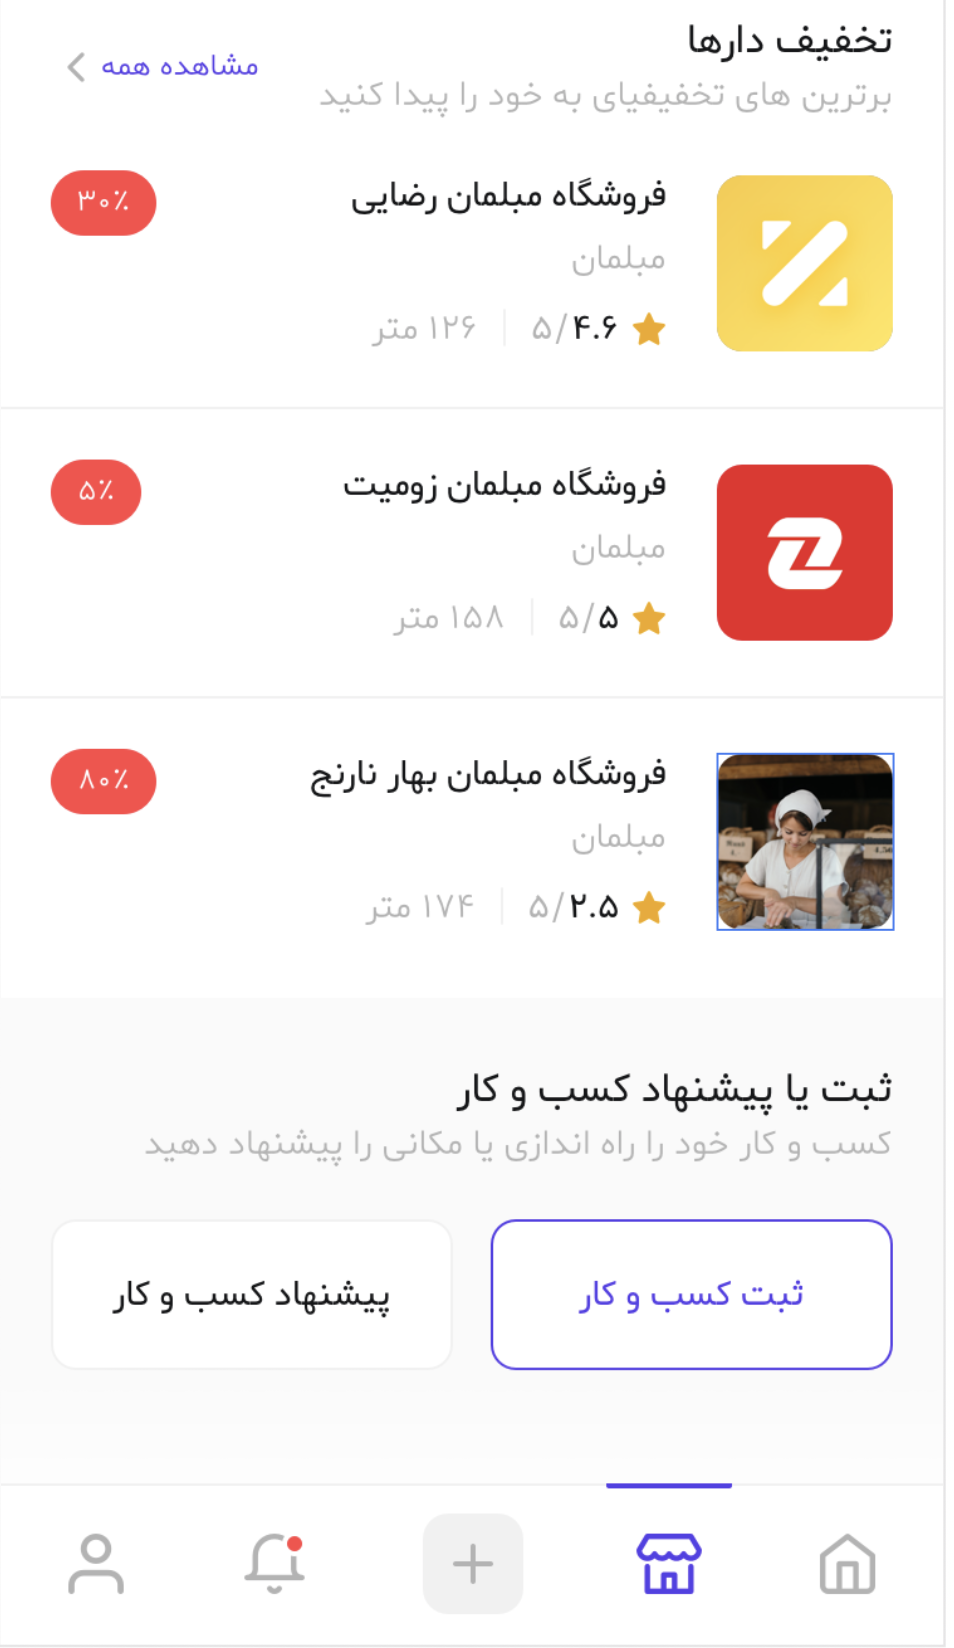 تخفیف دارها
مشاهده همه
برترین های تخفیفیای به خود را پیدا کنید
فروشگاه مبلمان رضایی
۳۰٪
مبلمان
۴.۶/۵
۱۲۶ متر
فروشگاه مبلمان زومیت
۵٪
مبلمان
۵/۵
۱۵۸ متر
فروشگاه مبلمان بهار نارنج
۸۰٪
مبلمان
۲.۵/۵
۱۷۴ متر
ثبت یا پیشنهاد کسب و کار
کسب و کار خود را راه اندازی یا مکانی را پیشنهاد دهید
ثبت کسب و کار
پیشنهاد کسب و کار